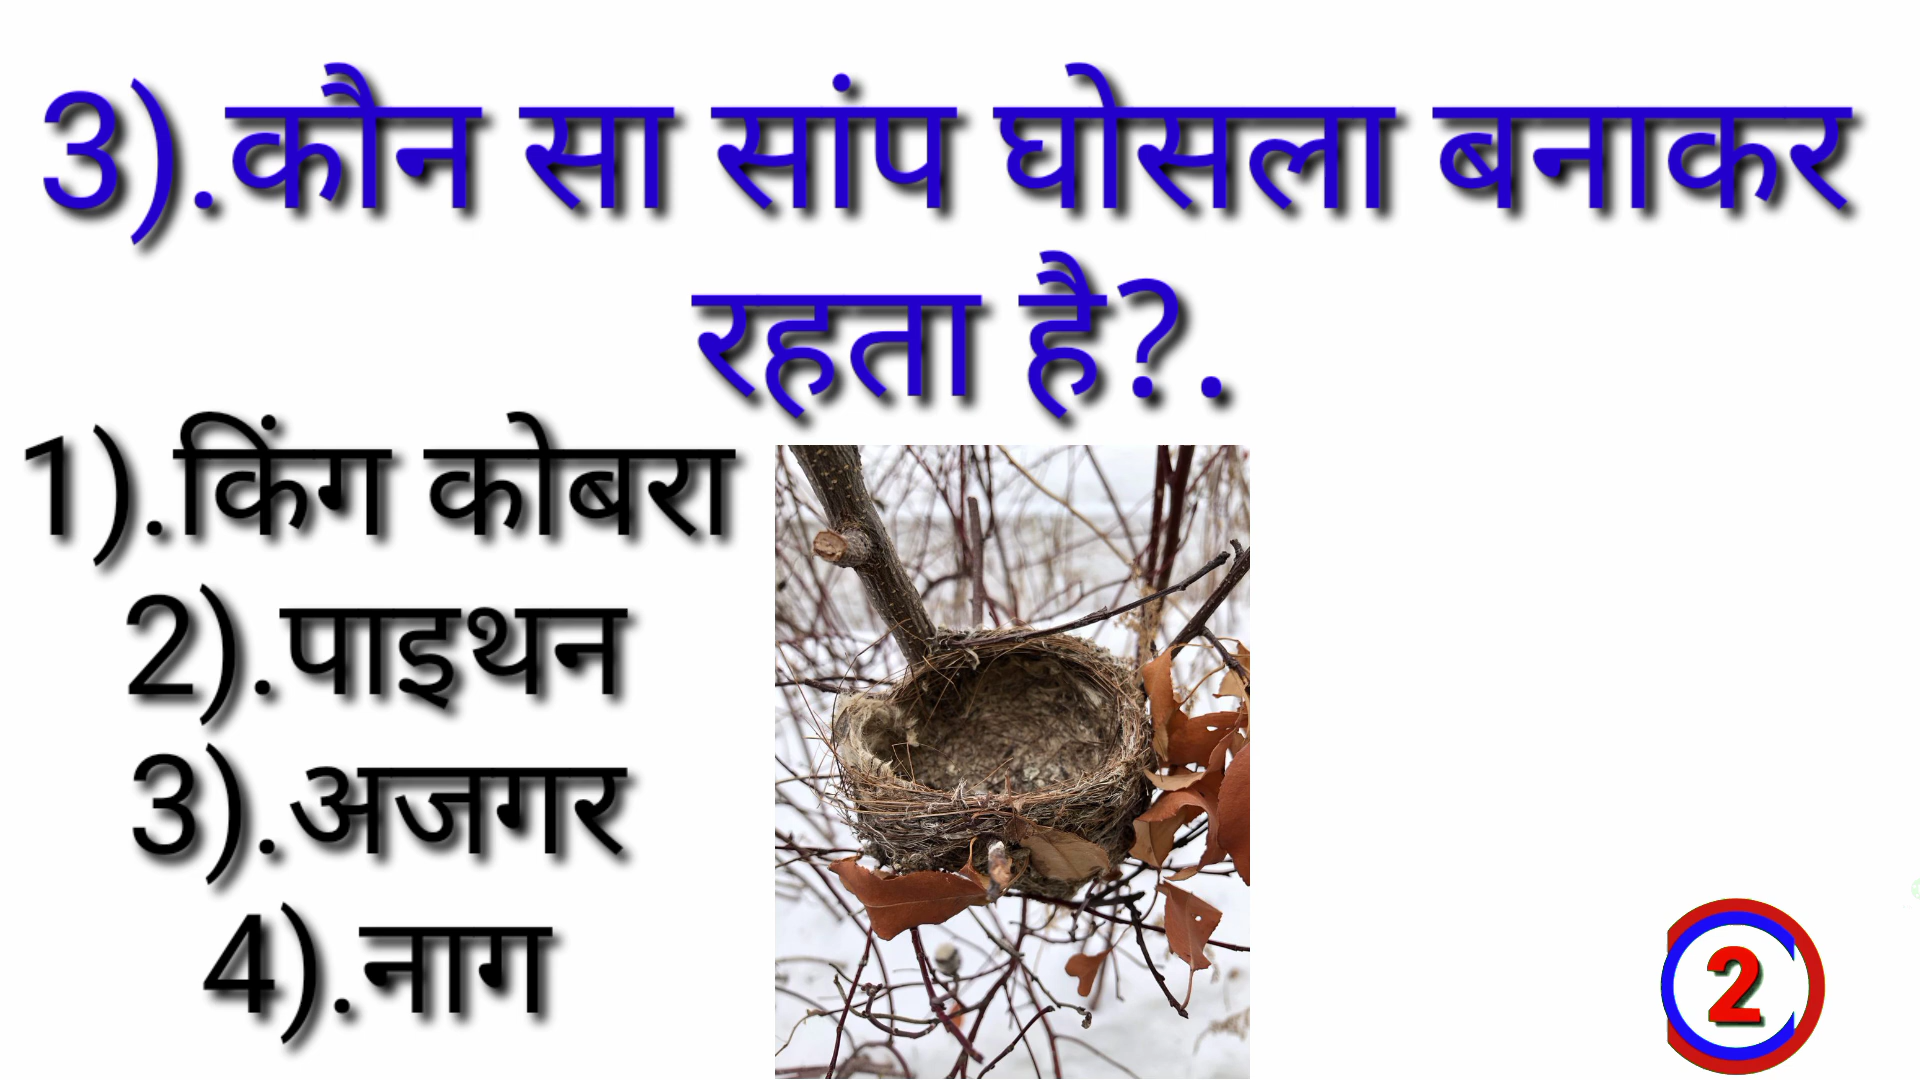 3).कौन सा सांप घोसला बनाकर
रहता है?.
1).किंग कोबरा
2).पाइथन
3).अजगर
4).नाग
2